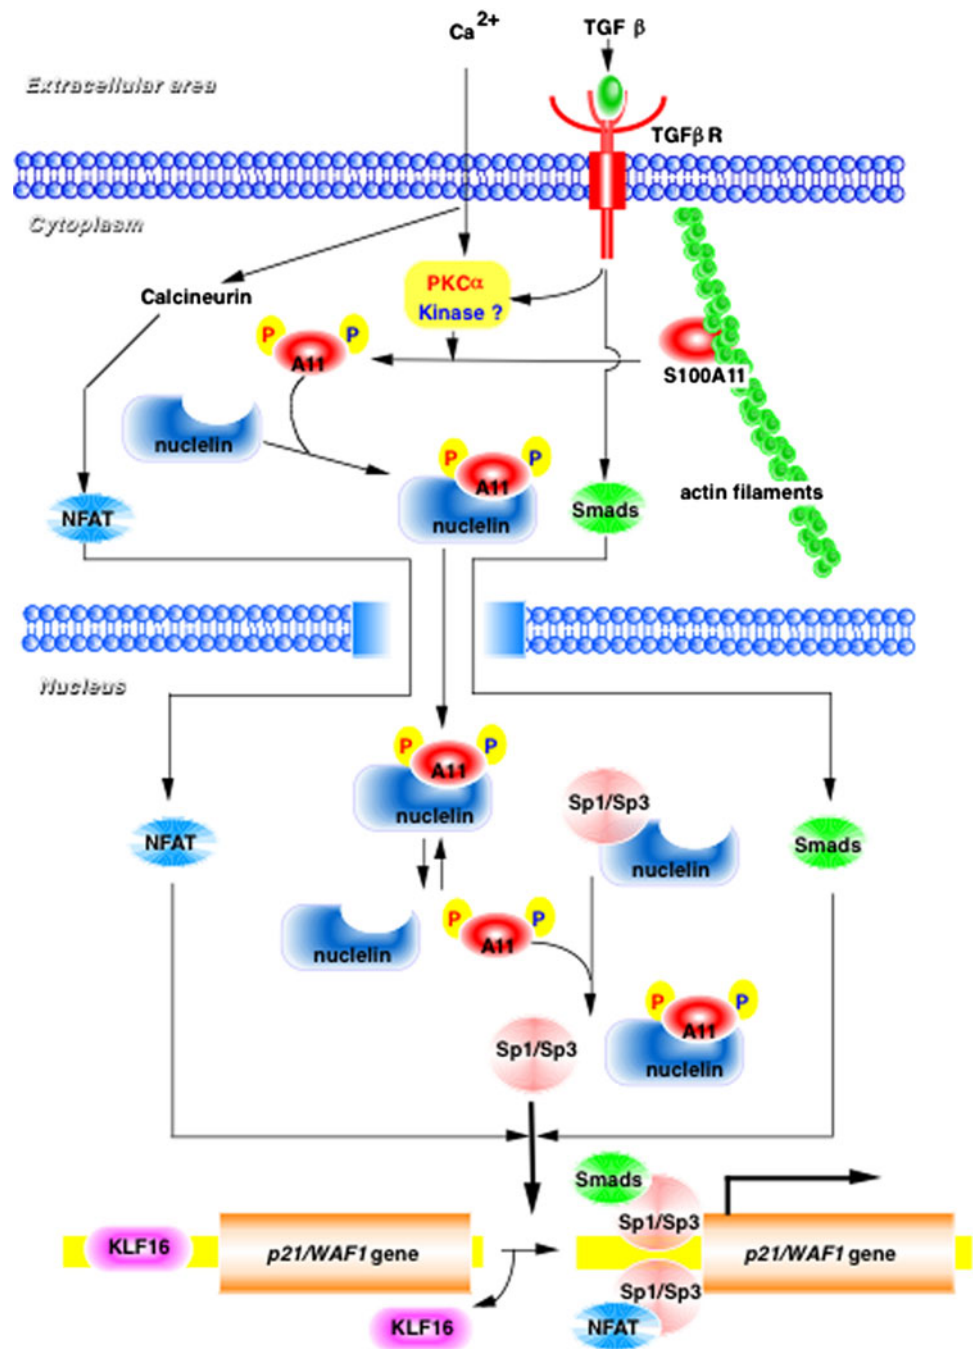 Ca2+
TGF β
Extracellular area
TGFβ R
Cytoplasm
PKCα
Kinase ?
Calcineurin
P
P
A11
S100A11
nuclelin
P
P
A11
nuclelin
actin filaments
NFAT
Smads
Nucleus
P
P
A11
nuclelin
Sp1/Sp3
nuclelin
NFAT
Smads
P
P
A11
nuclelin
P
P
A11
nuclelin
Sp1/Sp3
Smads
Sp1/Sp3
KLF16
p21/WAF1 gene
p21/WAF1 gene
Sp1/Sp3
NFAT
KLF16